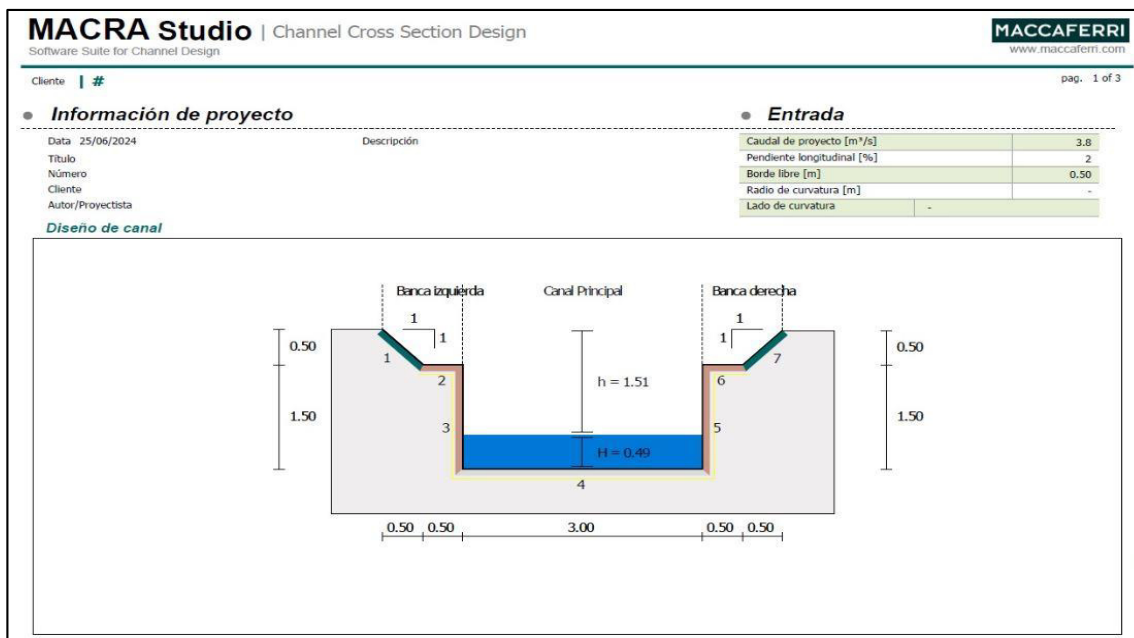 MACRA Studio | Channel Cross Section Design
Software Suite for Channel Design
MACCAFERRI
www.maccaferri.com
Cliente | #
pag. 1 of 3
Información de proyecto
Data 25/06/2024
Descripción
Título
Número
Cliente
Autor/Proyectista
Entrada
Caudal de proyecto [m³/s] 3.8
Pendiente longitudinal [%] 2
Borde libre [m] 0.50
Radio de curvatura [m] -
Lado de curvatura -
Diseño de canal
Banca izquierda Canal Principal Banca derecha
1 1
1 1
0.50 1 7 0.50
2 h = 1.51 6
1.50 3 5 1.50
H = 0.49
4
0.50 0.50 3.00 0.50 0.50